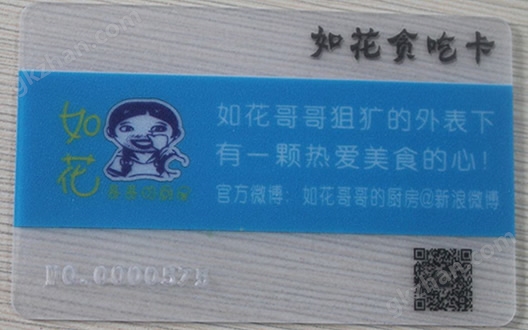 如花贪吃卡
如花
如花哥哥狙犷的外表下
有一颗热爱美食的心!
官方微博: 如花哥哥的厨房@新浪微博
gkzhan.com